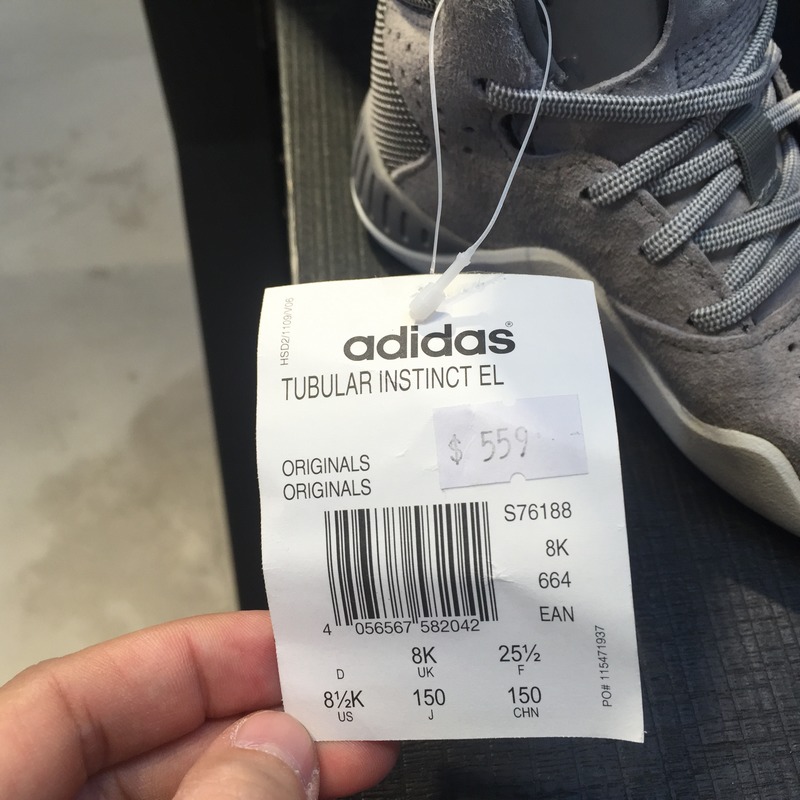 HSD2/1109/V06
adidas®
TUBULAR INSTINCT EL
$ 559
ORIGINALS
ORIGINALS
S76188
8K
664
EAN
4 056567 582042
D
8K
UK
25½
F
8½K
US
150
J
150
CHN
PO# 115471937